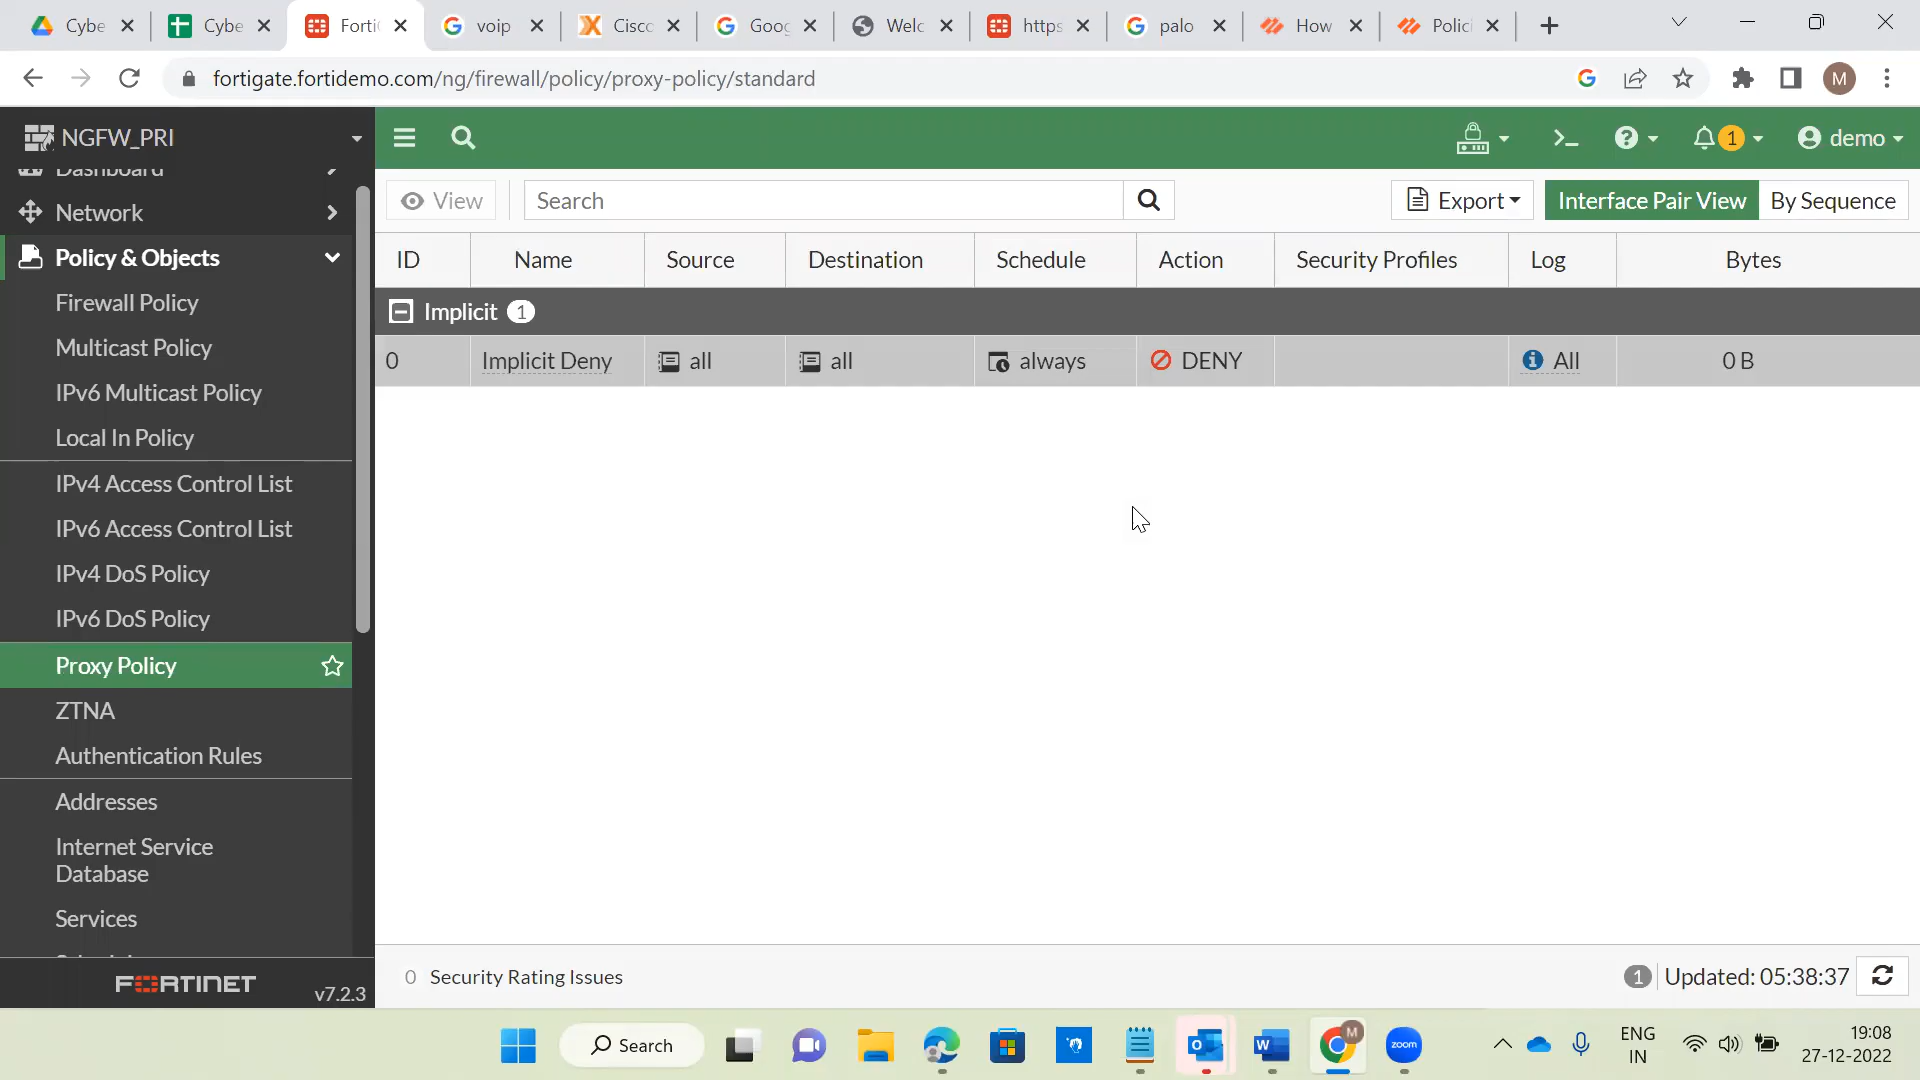 Cybe
Cybe
Forti
voip
Cisco
Goog
Welc
https
palo
How
Polici
fortigate.fortidemo.com/ng/firewall/policy/proxy-policy/standard
M
NGFW_PRI
1
demo
Dashboard
Network
Policy & Objects
Firewall Policy
Multicast Policy
IPv6 Multicast Policy
Local In Policy
IPv4 Access Control List
IPv6 Access Control List
IPv4 DoS Policy
IPv6 DoS Policy
Proxy Policy
ZTNA
Authentication Rules
Addresses
Internet Service
Database
Services
FORTINET
v7.2.3
View
Search
Export
Interface Pair View
By Sequence
ID Name Source Destination Schedule Action Security Profiles Log Bytes
Implicit 1
0 Implicit Deny all all always DENY All 0 B
0 Security Rating Issues
1
Updated: 05:38:37
Search
M
zoom
ENG
IN
19:08
27-12-2022